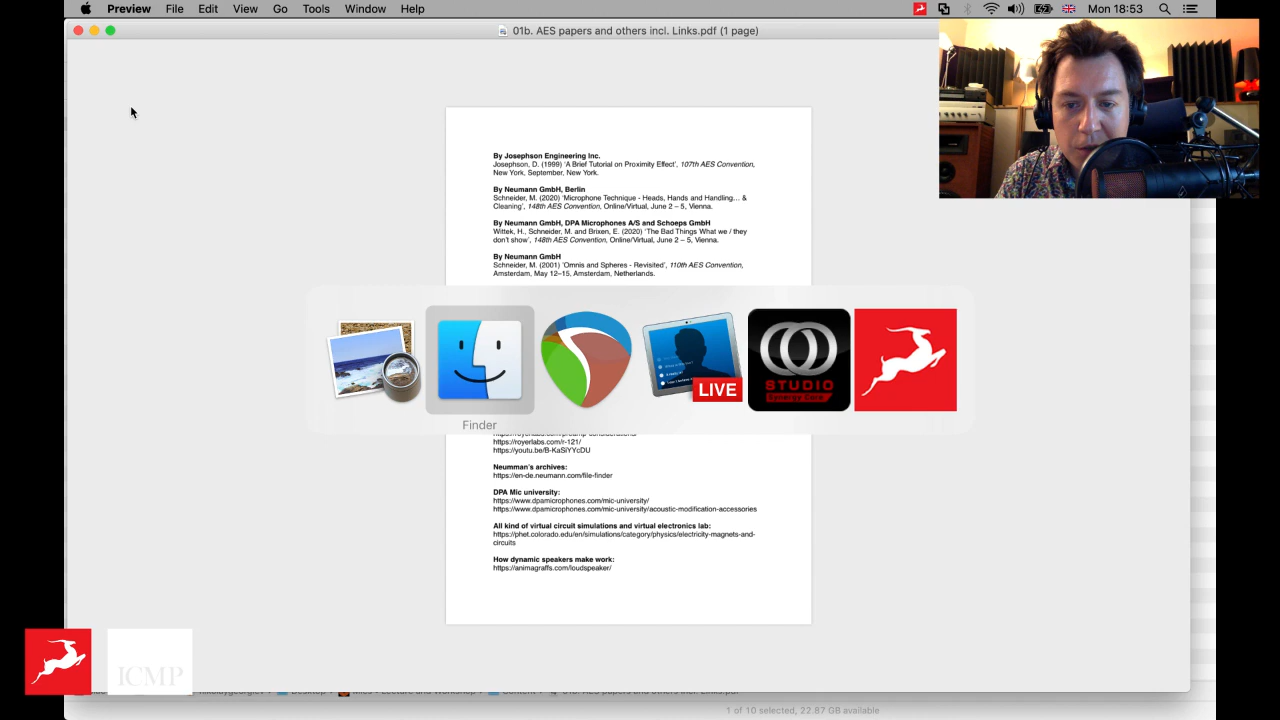 Preview File Edit View Go Tools Window Help
Mon 18:53
01b. AES papers and others incl. Links.pdf (1 page)
By Josephson Engineering Inc.
Josephson, D. (1999) 'A Brief Tutorial on Proximity Effect', 107th AES Convention,
New York, September, New York.
By Neumann GmbH, Berlin
Schneider, M. (2020) 'Microphone Technique - Heads, Hands and Handling... &
Cleaning', 148th AES Convention, Online/Virtual, June 2 – 5, Vienna.
By Neumann GmbH, DPA Microphones A/S and Schoeps GmbH
Wittek, H., Schneider, M. and Brixen, E. (2020) 'The Bad Things What we / they
don't show', 148th AES Convention, Online/Virtual, June 2 – 5, Vienna.
By Neumann GmbH
Schneider, M. (2001) 'Omnis and Spheres - Revisited', 110th AES Convention,
Amsterdam, May 12–15, Amsterdam, Netherlands.
LIVE
STUDIO
Synergy Core
Finder
https://royerlabs.com/r-121/
https://youtu.be/B-KaSiYYcDU
Neumman's archives:
https://en-de.neumann.com/file-finder
DPA Mic university:
https://www.dpamicrophones.com/mic-university/
https://www.dpamicrophones.com/mic-university/acoustic-modification-accessories
All kind of virtual circuit simulations and virtual electronics lab:
https://phet.colorado.edu/en/simulations/category/physics/electricity-magnets-and-
circuits
How dynamic speakers make work:
https://animagraffs.com/loudspeaker/
ICMP
1 of 10 selected, 22.87 GB available